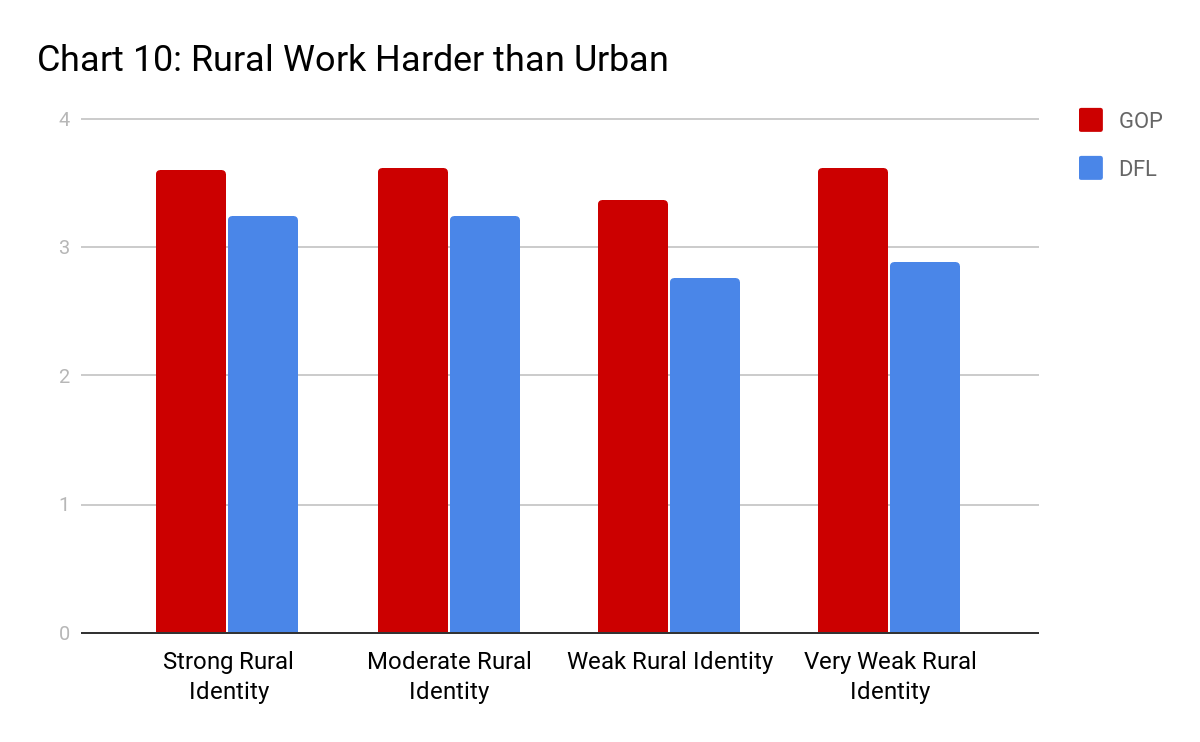 Chart 10: Rural Work Harder than Urban
4
3
2
1
0
GOP
DFL
Strong Rural
Identity
Moderate Rural
Identity
Weak Rural Identity
Very Weak Rural
Identity